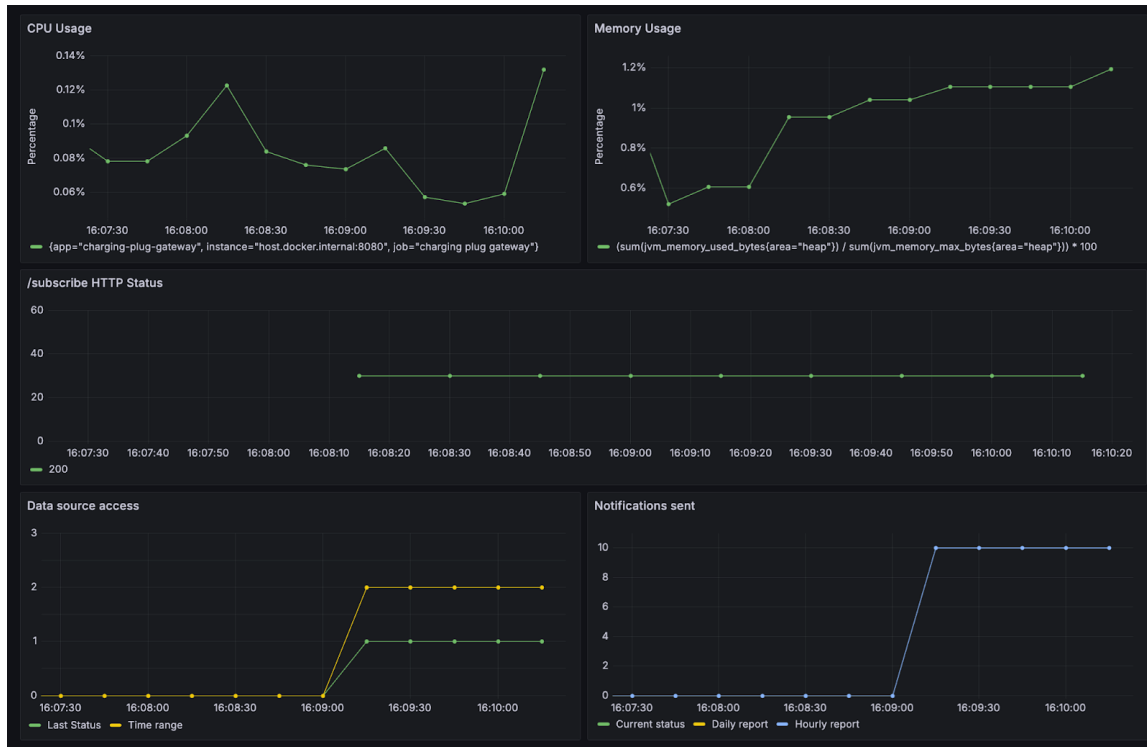 CPU Usage
0.14%
0.12%
0.1%
0.08%
0.06%
Percentage
16:07:30 16:08:00 16:08:30 16:09:00 16:09:30 16:10:00
{app="charging-plug-gateway", instance="host.docker.internal:8080", job="charging plug gateway"}
Memory Usage
1.2%
1%
0.8%
0.6%
Percentage
16:07:30 16:08:00 16:08:30 16:09:00 16:09:30 16:10:00
(sum(jvm_memory_used_bytes{area="heap"}) / sum(jvm_memory_max_bytes{area="heap"})) * 100
/subscribe HTTP Status
60
40
20
0
16:07:30 16:07:40 16:07:50 16:08:00 16:08:10 16:08:20 16:08:30 16:08:40 16:08:50 16:09:00 16:09:10 16:09:20 16:09:30 16:09:40 16:09:50 16:10:00 16:10:10 16:10:20
200
Data source access
3
2
1
0
16:07:30 16:08:00 16:08:30 16:09:00 16:09:30 16:10:00
Last Status Time range
Notifications sent
10
8
6
4
2
0
16:07:30 16:08:00 16:08:30 16:09:00 16:09:30 16:10:00
Current status Daily report Hourly report